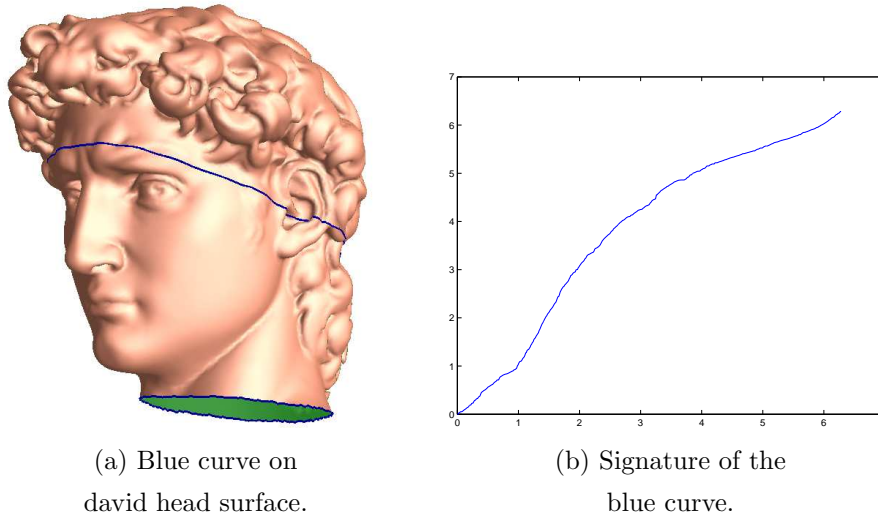 7
6
5
4
3
2
1
0
0 1 2 3 4 5 6
(a) Blue curve on
david head surface.
(b) Signature of the
blue curve.